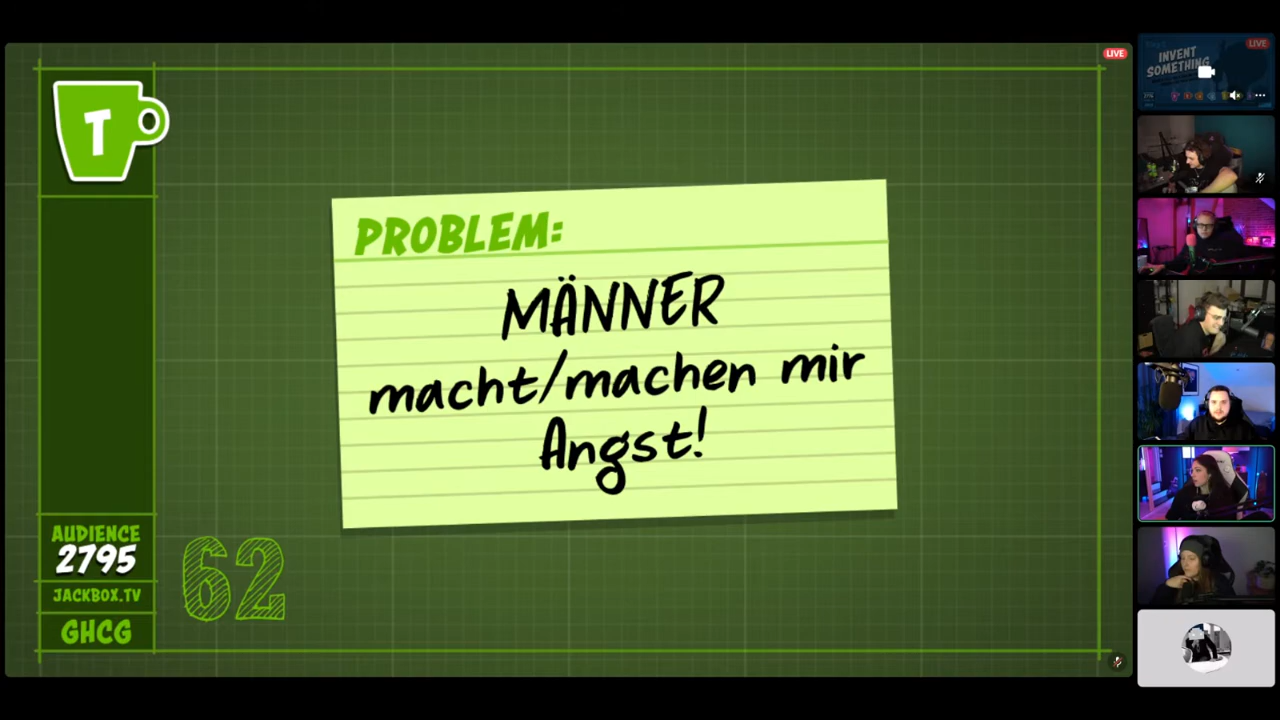 LIVE
T
PROBLEM:
MÄNNER
macht/machen mir
Angst!
AUDIENCE
2795
JACKBOX.TV
GHCG
62
LIVE
INVENT
SOMETHING